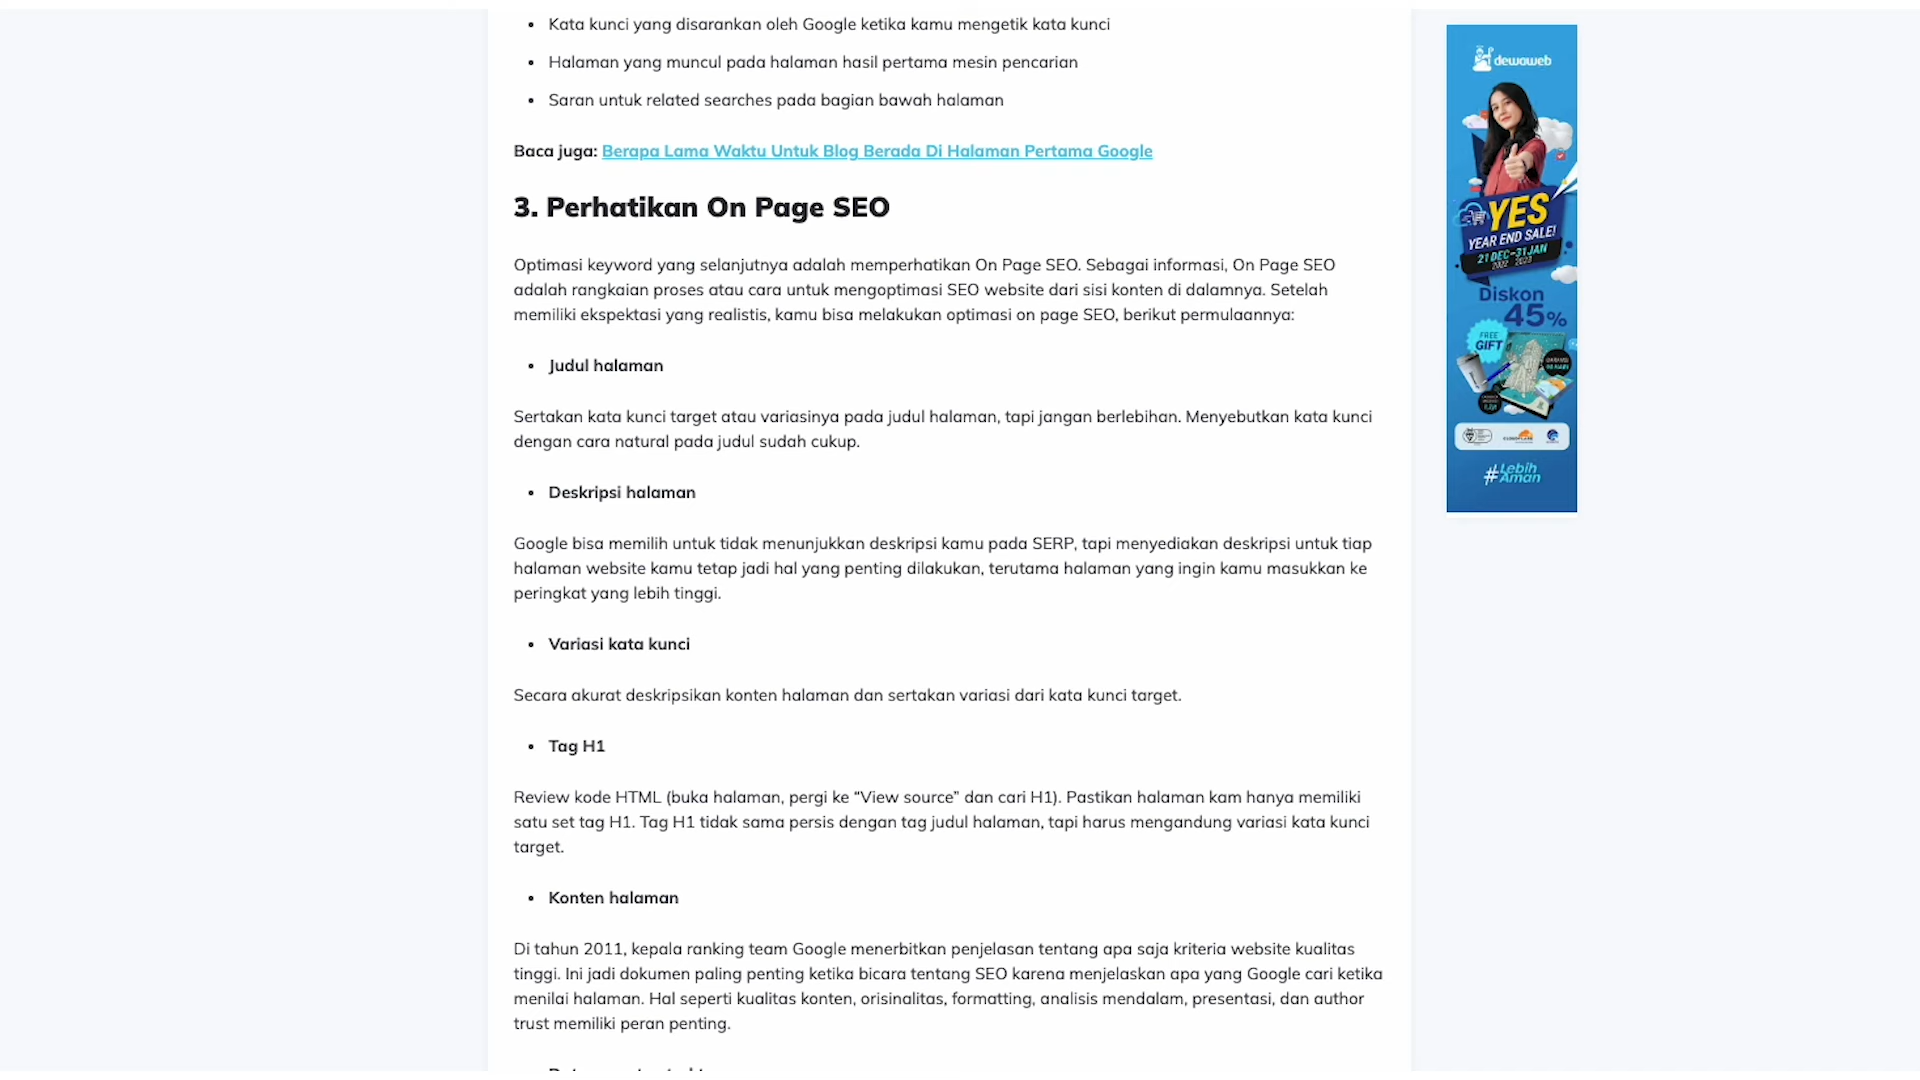 Kata kunci yang disarankan oleh Google ketika kamu mengetik kata kunci
Halaman yang muncul pada halaman hasil pertama mesin pencarian
Saran untuk related searches pada bagian bawah halaman
Baca juga: Berapa Lama Waktu Untuk Blog Berada Di Halaman Pertama Google
3. Perhatikan On Page SEO
Optimasi keyword yang selanjutnya adalah memperhatikan On Page SEO. Sebagai informasi, On Page SEO
adalah rangkaian proses atau cara untuk mengoptimasi SEO website dari sisi konten di dalamnya. Setelah
memiliki ekspektasi yang realistis, kamu bisa melakukan optimasi on page SEO, berikut permulaannya:
Judul halaman
Sertakan kata kunci target atau variasinya pada judul halaman, tapi jangan berlebihan. Menyebutkan kata kunci
dengan cara natural pada judul sudah cukup.
Deskripsi halaman
Google bisa memilih untuk tidak menunjukkan deskripsi kamu pada SERP, tapi menyediakan deskripsi untuk tiap
halaman website kamu tetap jadi hal yang penting dilakukan, terutama halaman yang ingin kamu masukkan ke
peringkat yang lebih tinggi.
Variasi kata kunci
Secara akurat deskripsikan konten halaman dan sertakan variasi dari kata kunci target.
Tag H1
Review kode HTML (buka halaman, pergi ke “View source” dan cari H1). Pastikan halaman kam hanya memiliki
satu set tag H1. Tag H1 tidak sama persis dengan tag judul halaman, tapi harus mengandung variasi kata kunci
target.
Konten halaman
Di tahun 2011, kepala ranking team Google menerbitkan penjelasan tentang apa saja kriteria website kualitas
tinggi. Ini jadi dokumen paling penting ketika bicara tentang SEO karena menjelaskan apa yang Google cari ketika
menilai halaman. Hal seperti kualitas konten, orisinalitas, formatting, analisis mendalam, presentasi, dan author
trust memiliki peran penting.
dewaweb
YES
YEAR END SALE!
21 DEC-31 JAN
2022 2023
Diskon
45%
FREE
GIFT
#Lebih
Aman